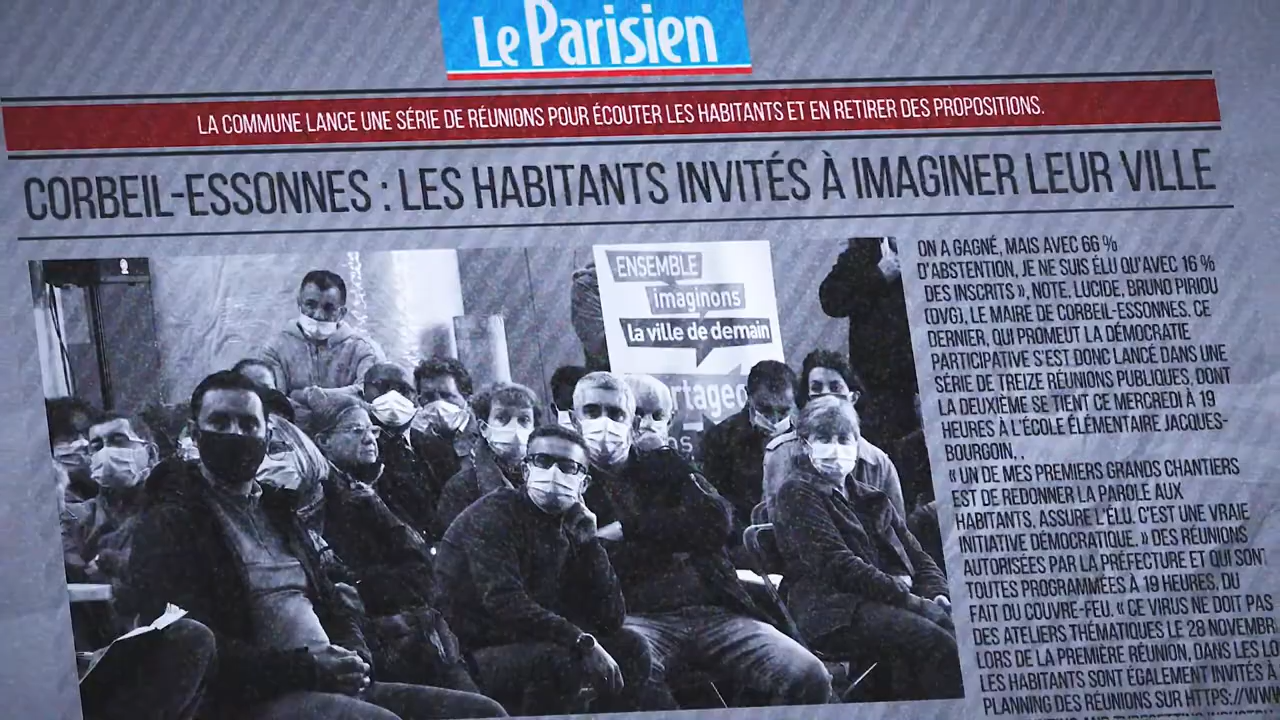 Le Parisien
LA COMMUNE LANCE UNE SÉRIE DE RÉUNIONS POUR ÉCOUTER LES HABITANTS ET EN RETIRER DES PROPOSITIONS.
CORBEIL-ESSONNES : LES HABITANTS INVITÉS À IMAGINER LEUR VILLE
ENSEMBLE
imaginons
la ville de demain
ON A GAGNÉ, MAIS AVEC 66 %
D'ABSTENTION, JE NE SUIS ÉLU QU'AVEC 16 %
DES INSCRITS », NOTE, LUCIDE, BRUNO PIRIOU
(DVG), LE MAIRE DE CORBEIL-ESSONNES. CE
DERNIER, QUI PROMEUT LA DÉMOCRATIE
PARTICIPATIVE S'EST DONC LANCÉ DANS UNE
SÉRIE DE TREIZE RÉUNIONS PUBLIQUES, DONT
LA DEUXIÈME SE TIENT CE MERCREDI À 19
HEURES À L'ÉCOLE ÉLÉMENTAIRE JACQUES-
BOURGOIN, .
« UN DE MES PREMIERS GRANDS CHANTIERS
EST DE REDONNER LA PAROLE AUX
HABITANTS, ASSURE L'ÉLU. C'EST UNE VRAIE
INITIATIVE DÉMOCRATIQUE. » DES RÉUNIONS
AUTORISÉES PAR LA PRÉFECTURE ET QUI SONT
TOUTES PROGRAMMÉES À 19 HEURES, DU
FAIT DU COUVRE-FEU. « CE VIRUS NE DOIT PAS
DES ATELIERS THÉMATIQUES LE 28 NOVEMBR
LORS DE LA PREMIÈRE RÉUNION, DANS LES LO
LES HABITANTS SONT ÉGALEMENT INVITÉS À
PLANNING DES RÉUNIONS SUR HTTPS://WWW